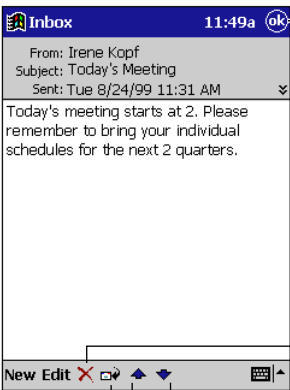 Inbox 11:49a ok
From: Irene Kopf
Subject: Today's Meeting
Sent: Tue 8/24/99 11:31 AM
Today's meeting starts at 2. Please
remember to bring your individual
schedules for the next 2 quarters.
New Edit